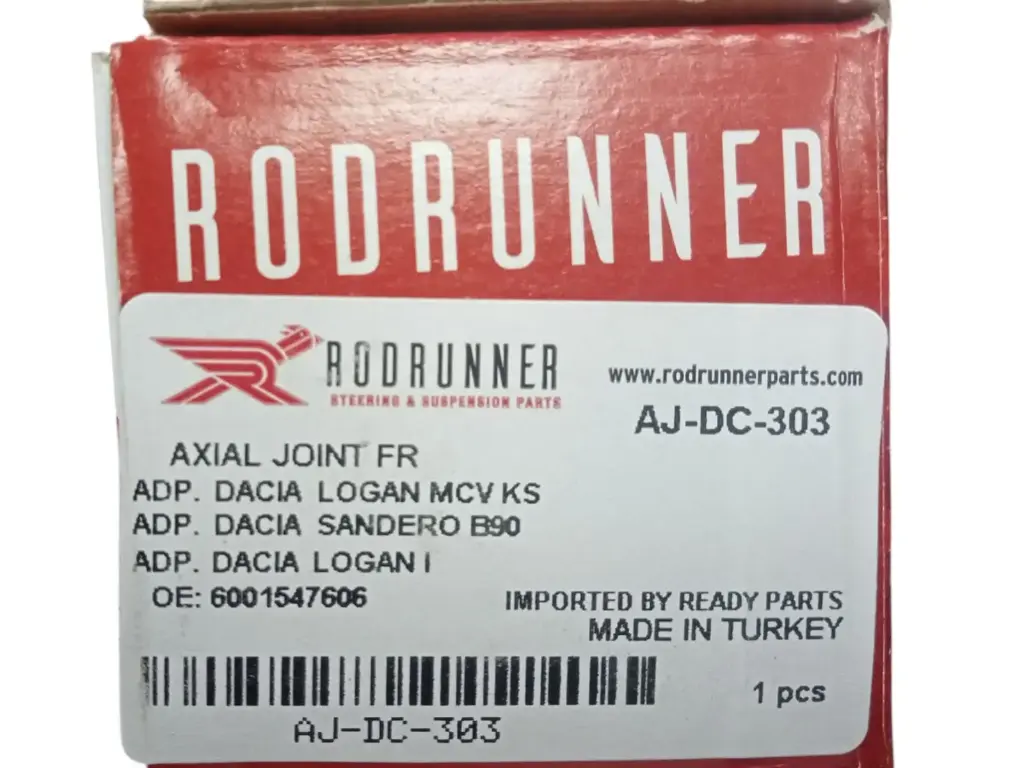 RODRUNNER
RODRUNNER
STEERING & SUSPENSION PARTS
www.rodrunnerparts.com
AJ-DC-303
AXIAL JOINT FR
ADP. DACIA LOGAN MCV KS
ADP. DACIA SANDERO B90
ADP. DACIA LOGAN I
OE: 6001547606
IMPORTED BY READY PARTS
MADE IN TURKEY
1 pcs
AJ-DC-303